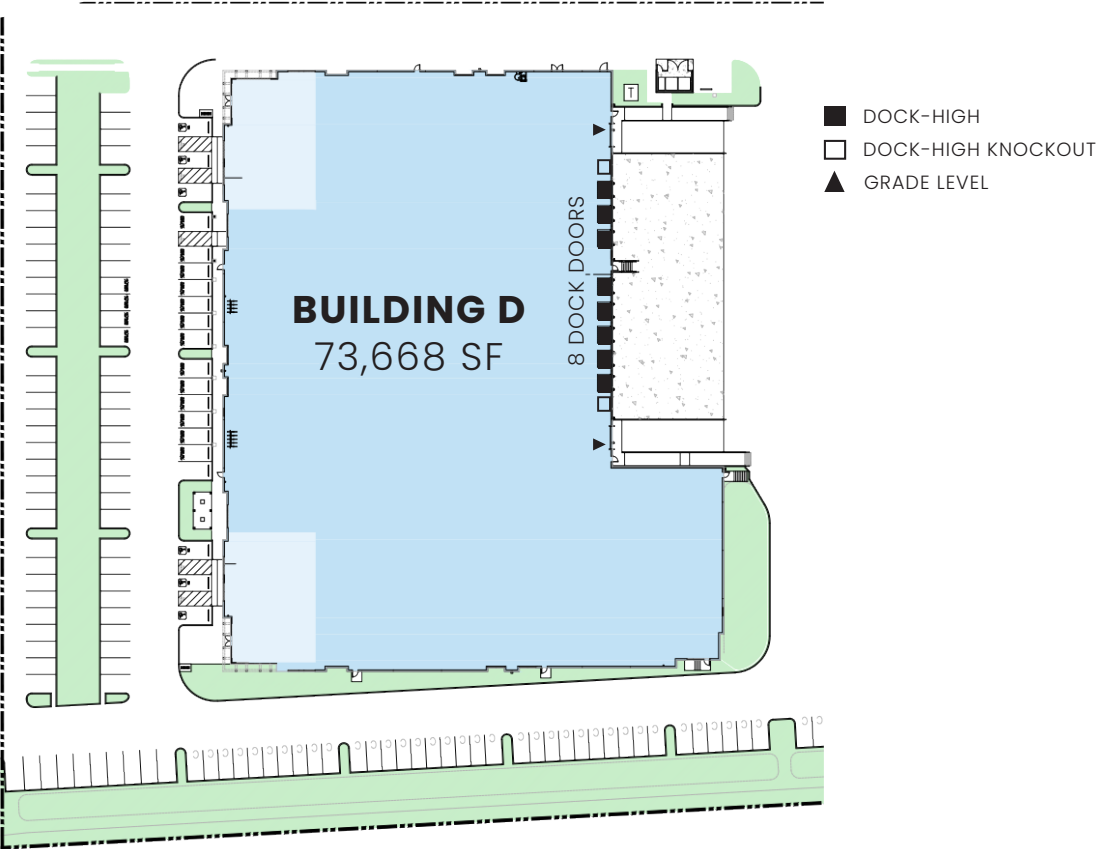 T
DOCK-HIGH
DOCK-HIGH KNOCKOUT
GRADE LEVEL
8 DOCK DOORS
BUILDING D
73,668 SF